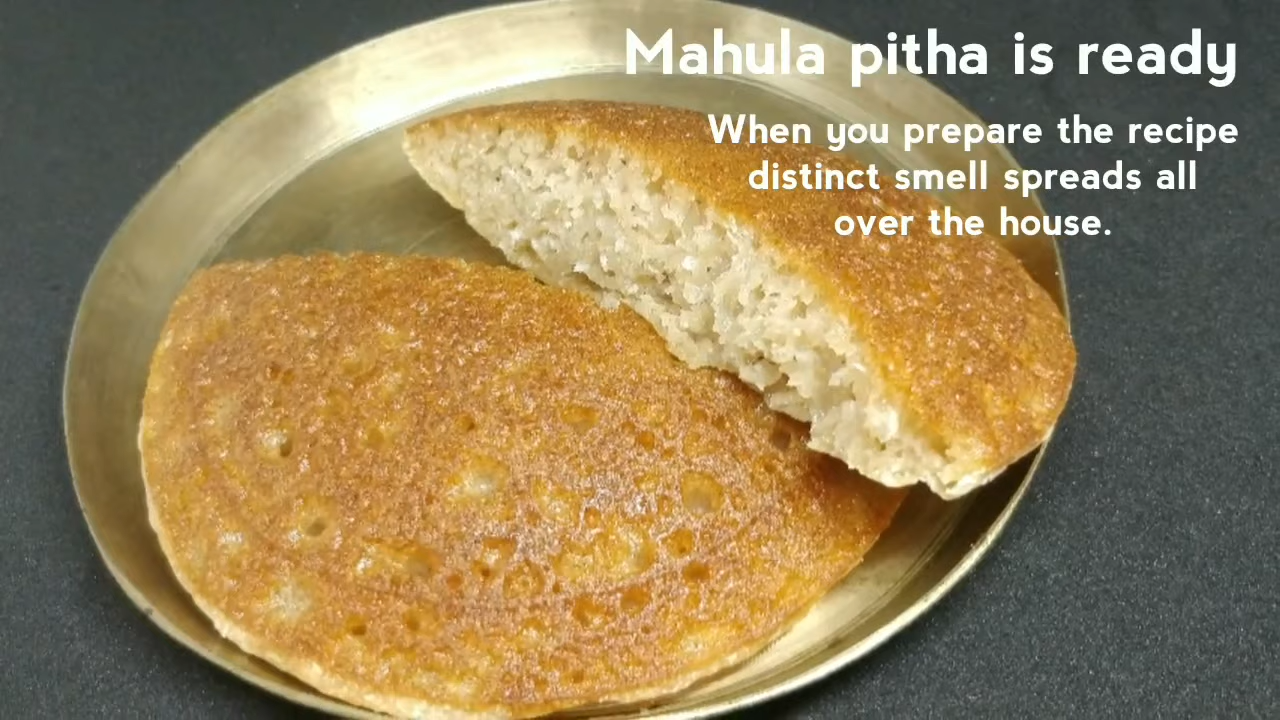 Mahula pitha is ready
When you prepare the recipe
distinct smell spreads all
over the house.